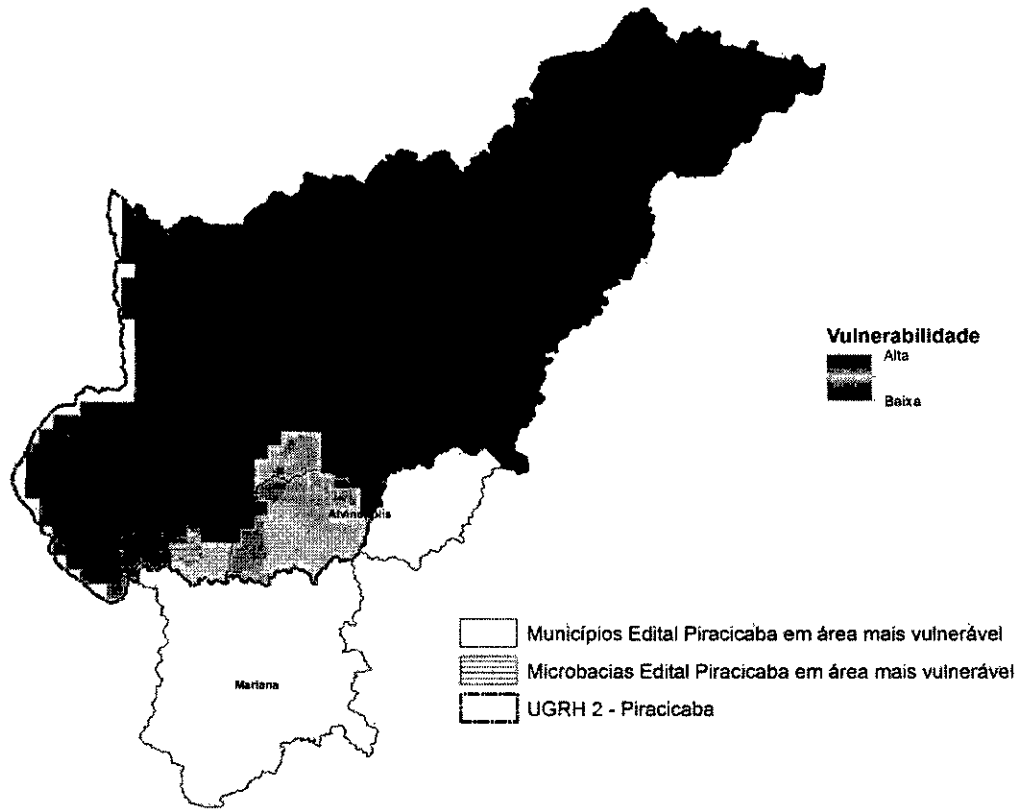 Vulnerabilidade
Alta
Baixa
Alvinópolis
Mariana
Municípios Edital Piracicaba em área mais vulnerável
Microbacias Edital Piracicaba em área mais vulnerável
UGRH 2 - Piracicaba